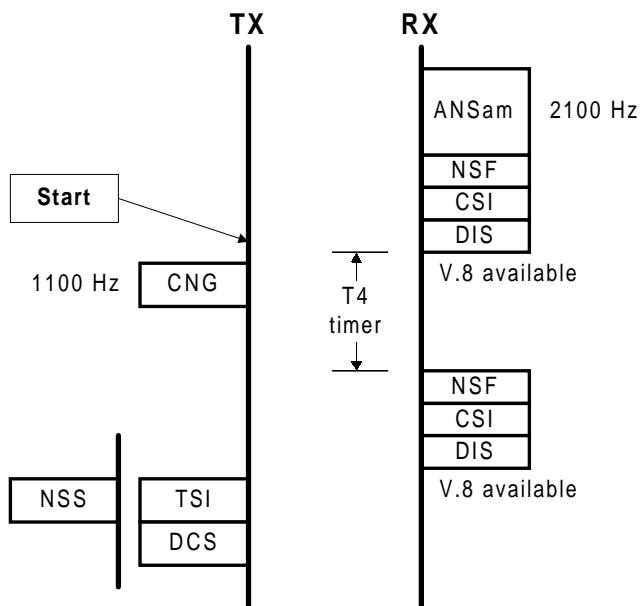 TX
RX
ANSam
2100 Hz
NSF
CSI
DIS
V.8 available
Start
1100 Hz
CNG
T4
timer
NSF
CSI
DIS
V.8 available
NSS
TSI
DCS